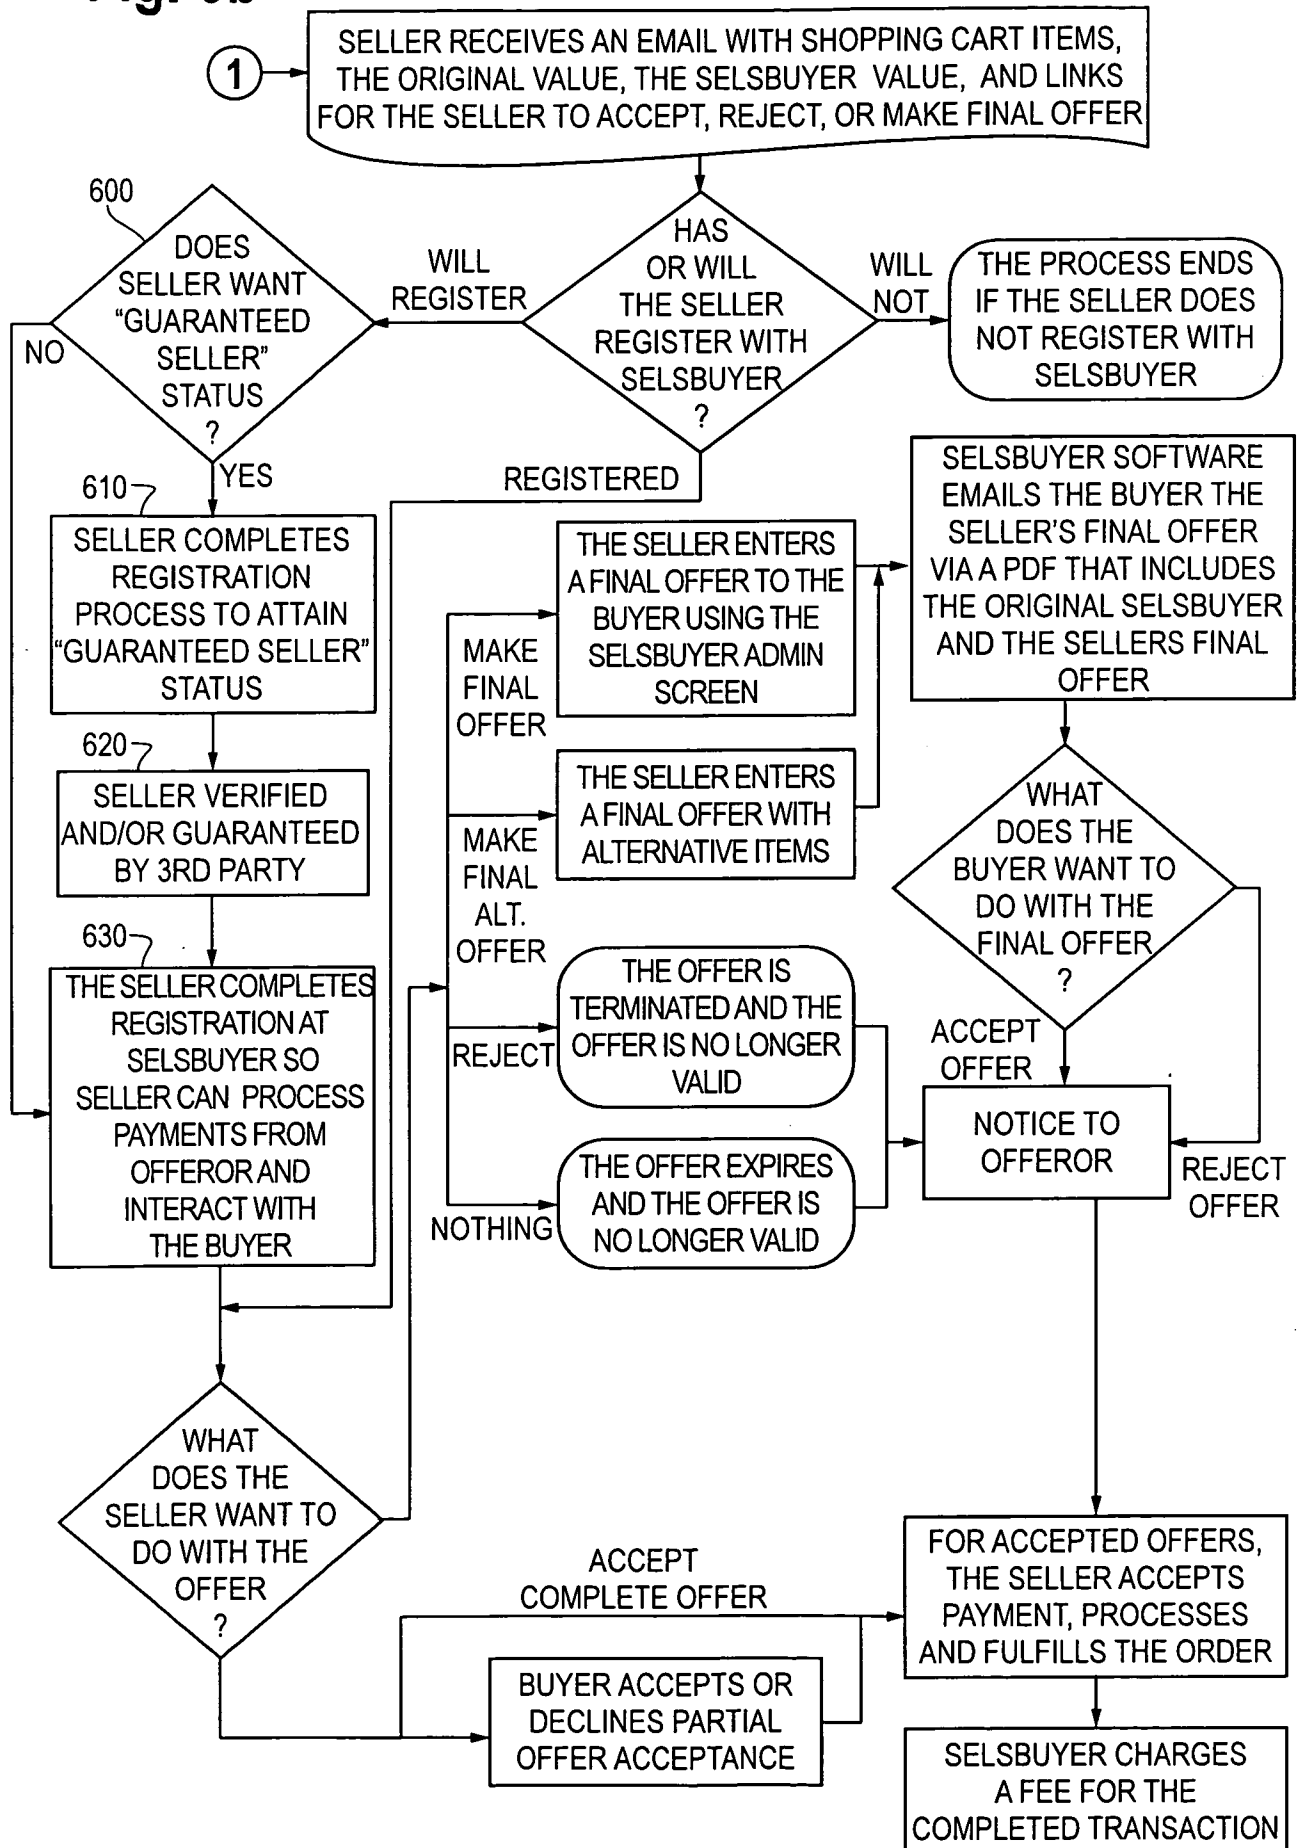 1
SELLER RECEIVES AN EMAIL WITH SHOPPING CART ITEMS,
THE ORIGINAL VALUE, THE SELSBUYER VALUE, AND LINKS
FOR THE SELLER TO ACCEPT, REJECT, OR MAKE FINAL OFFER
HAS
OR WILL
THE SELLER
REGISTER WITH
SELSBUYER
?
WILL
NOT
THE PROCESS ENDS
IF THE SELLER DOES
NOT REGISTER WITH
SELSBUYER
WILL
REGISTER
REGISTERED
600
DOES
SELLER WANT
“GUARANTEED
SELLER”
STATUS
?
NO
YES
610
SELLER COMPLETES
REGISTRATION
PROCESS TO ATTAIN
“GUARANTEED SELLER”
STATUS
620
SELLER VERIFIED
AND/OR GUARANTEED
BY 3RD PARTY
630
THE SELLER COMPLETES
REGISTRATION AT
SELSBUYER SO
SELLER CAN PROCESS
PAYMENTS FROM
OFFEROR AND
INTERACT WITH
THE BUYER
WHAT
DOES THE
SELLER WANT TO
DO WITH THE
OFFER
?
MAKE
FINAL
OFFER
THE SELLER ENTERS
A FINAL OFFER TO THE
BUYER USING THE
SELSBUYER ADMIN
SCREEN
MAKE
FINAL
ALT.
OFFER
THE SELLER ENTERS
A FINAL OFFER WITH
ALTERNATIVE ITEMS
REJECT
THE OFFER IS
TERMINATED AND THE
OFFER IS NO LONGER
VALID
NOTHING
THE OFFER EXPIRES
AND THE OFFER IS
NO LONGER VALID
SELSBUYER SOFTWARE
EMAILS THE BUYER THE
SELLER'S FINAL OFFER
VIA A PDF THAT INCLUDES
THE ORIGINAL SELSBUYER
AND THE SELLERS FINAL
OFFER
WHAT
DOES THE
BUYER WANT TO
DO WITH THE
FINAL OFFER
?
ACCEPT
OFFER
REJECT
OFFER
NOTICE TO
OFFEROR
ACCEPT
COMPLETE OFFER
BUYER ACCEPTS OR
DECLINES PARTIAL
OFFER ACCEPTANCE
FOR ACCEPTED OFFERS,
THE SELLER ACCEPTS
PAYMENT, PROCESSES
AND FULFILLS THE ORDER
SELSBUYER CHARGES
A FEE FOR THE
COMPLETED TRANSACTION